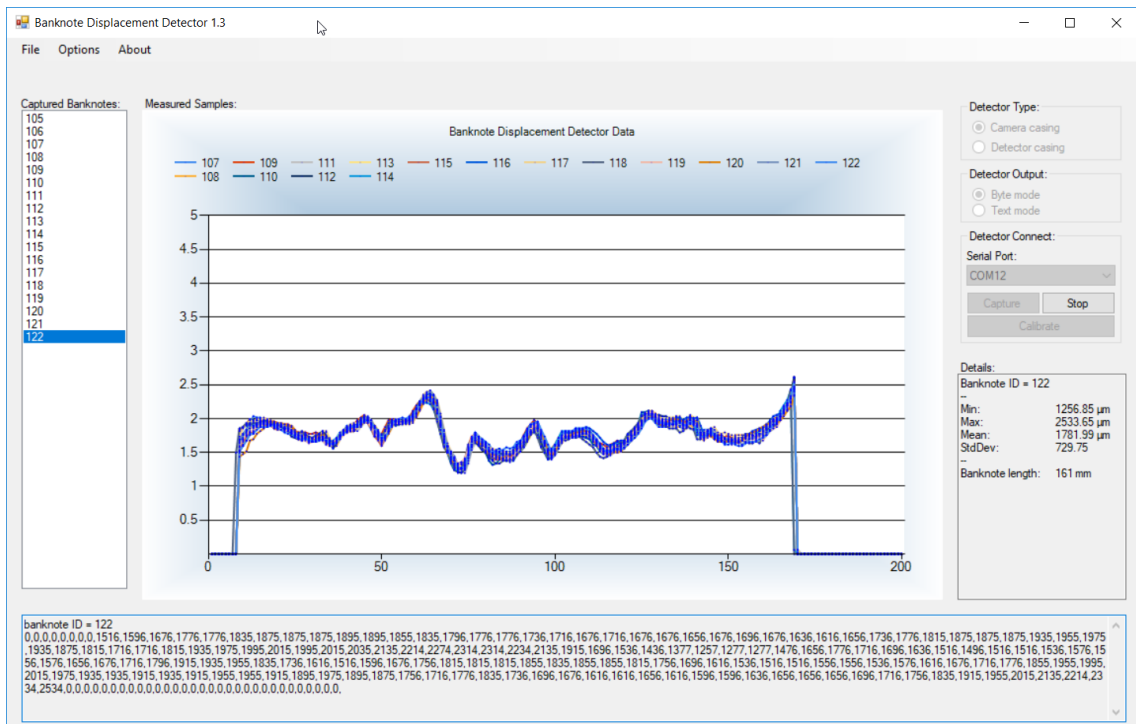 Banknote Displacement Detector 1.3
File Options About
Captured Banknotes:
105
106
107
108
109
110
111
112
113
114
115
116
117
118
119
120
121
122
Measured Samples:
Banknote Displacement Detector Data
107 109 111 113 115 116 117 118 119 120 121 122
108 110 112 114
5
4.5
4
3.5
3
2.5
2
1.5
1
0.5
0 50 100 150 200
Detector Type:
Camera casing
Detector casing
Detector Output:
Byte mode
Text mode
Detector Connect:
Serial Port:
COM12
Capture Stop
Calibrate
Details:
Banknote ID = 122
--
Min: 1256.85 µm
Max: 2533.65 µm
Mean: 1781.99 µm
StdDev: 729.75
--
Banknote length: 161 mm
banknote ID = 122
0,0,0,0,0,0,0,0,1516,1596,1676,1776,1776,1835,1875,1875,1875,1895,1895,1855,1835,1796,1776,1776,1736,1716,1676,1716,1676,1676,1656,1676,1696,1676,1636,1616,1656,1736,1776,1815,1875,1875,1875,1935,1955,1975
,1935,1875,1815,1716,1716,1815,1935,1975,1995,2015,1995,2015,2035,2135,2214,2274,2314,2314,2234,2135,1915,1696,1536,1436,1377,1257,1277,1277,1476,1656,1776,1716,1696,1636,1516,1496,1516,1516,1536,1576,15
56,1576,1656,1676,1716,1796,1915,1935,1955,1835,1736,1616,1516,1596,1676,1756,1815,1815,1815,1855,1835,1855,1855,1815,1756,1696,1616,1536,1516,1516,1556,1556,1536,1576,1616,1676,1716,1776,1855,1955,1995,
2015,1975,1935,1935,1915,1935,1915,1955,1955,1915,1895,1975,1895,1875,1756,1716,1776,1835,1736,1696,1676,1616,1616,1656,1616,1596,1596,1636,1656,1656,1656,1696,1716,1756,1835,1915,1955,2015,2135,2214,23
34,2534,0,0,0,0,0,0,0,0,0,0,0,0,0,0,0,0,0,0,0,0,0,0,0,0,0,0,0,0,0,0,0,